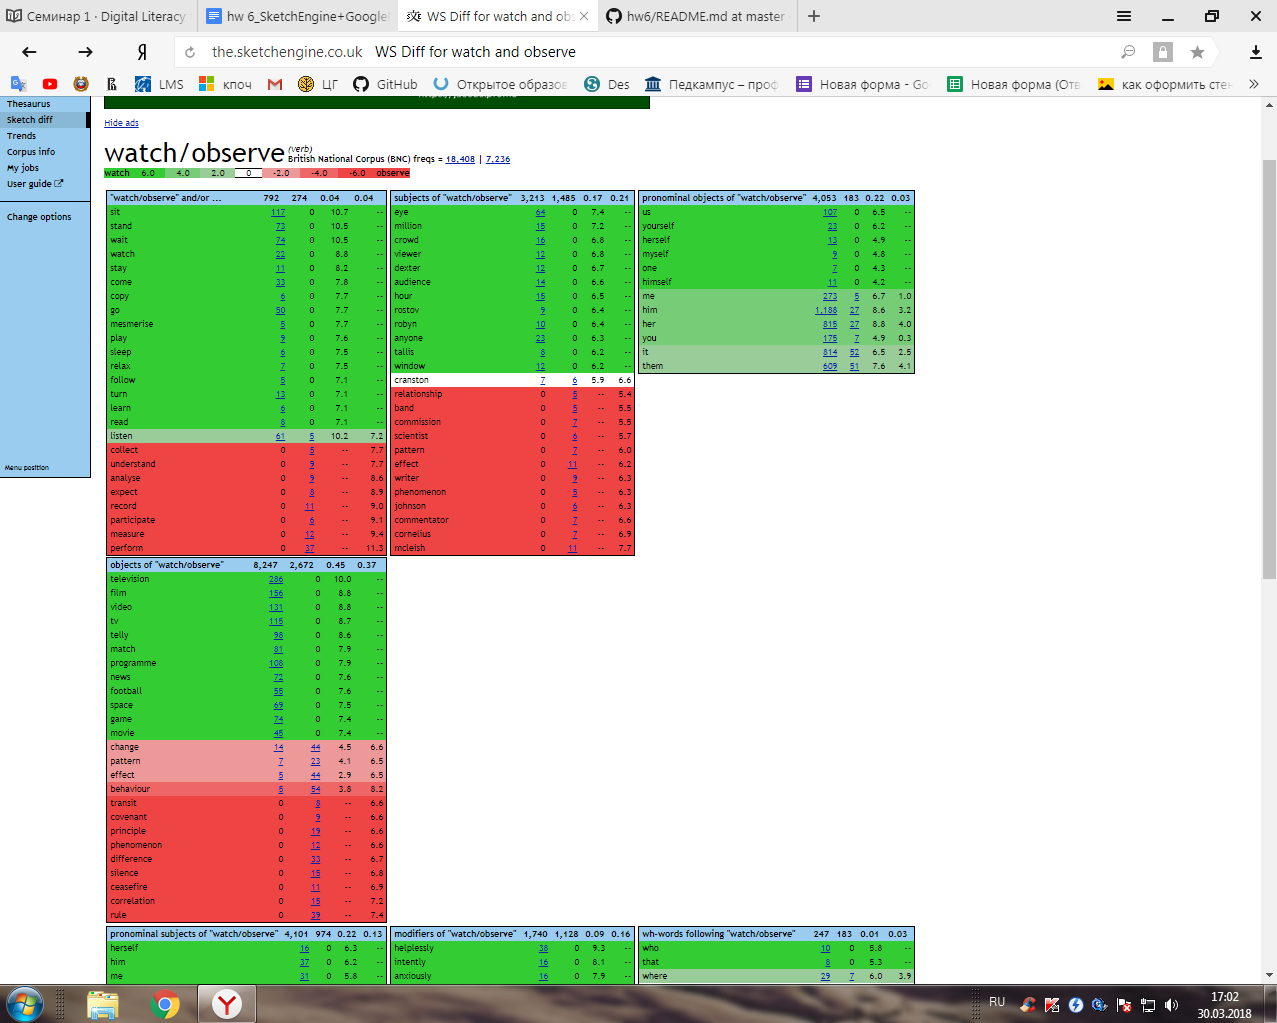 Семинар 1 · Digital Literacy
hw 6_SketchEngine+Google
WS Diff for watch and obs
hw6/README.md at master
the.sketchengine.co.uk WS Diff for watch and observe
LMS
кпоч
ЦГ
GitHub
Открытое образов
Des
Педкампус – проф
Новая форма - Go
Новая форма (Отв
как оформить стен
Thesaurus
Sketch diff
Trends
Corpus info
My jobs
User guide
Change options
Menu position
Hide ads
watch/observe (verb)
British National Corpus (BNC) freqs = 18,408 | 7,236
watch 6.0 4.0 2.0 0 -2.0 -4.0 -6.0 observe
"watch/observe" and/or ... 792 274 0.04 0.04
sit 117 0 10.7 --
stand 73 0 10.5 --
wait 74 0 10.5 --
watch 22 0 8.8 --
stay 11 0 8.2 --
come 33 0 7.8 --
copy 6 0 7.7 --
go 50 0 7.7 --
mesmerise 5 0 7.7 --
play 9 0 7.6 --
sleep 6 0 7.5 --
relax 7 0 7.5 --
follow 5 0 7.1 --
turn 13 0 7.1 --
learn 6 0 7.1 --
read 8 0 7.1 --
listen 61 5 10.2 7.2
collect 0 5 -- 7.7
understand 0 9 -- 7.7
analyse 0 9 -- 8.6
expect 0 8 -- 8.9
record 0 11 -- 9.0
participate 0 6 -- 9.1
measure 0 12 -- 9.4
perform 0 37 -- 11.3
subjects of "watch/observe" 3,213 1,485 0.17 0.21
eye 64 0 7.4 --
million 15 0 7.2 --
crowd 16 0 6.8 --
viewer 12 0 6.8 --
dexter 12 0 6.7 --
audience 14 0 6.6 --
hour 15 0 6.5 --
rostov 9 0 6.4 --
robyn 10 0 6.4 --
anyone 23 0 6.3 --
tallis 8 0 6.2 --
window 12 0 6.2 --
cranston 7 6 5.9 6.6
relationship 0 5 -- 5.4
band 0 5 -- 5.5
commission 0 7 -- 5.5
scientist 0 6 -- 5.7
pattern 0 7 -- 6.0
effect 0 11 -- 6.2
writer 0 9 -- 6.3
phenomenon 0 5 -- 6.3
johnson 0 6 -- 6.3
commentator 0 7 -- 6.6
cornelius 0 7 -- 6.9
mcleish 0 11 -- 7.7
pronominal objects of "watch/observe" 4,053 183 0.22 0.03
us 107 0 6.5 --
yourself 23 0 6.2 --
herself 13 0 4.9 --
myself 9 0 4.8 --
one 7 0 4.3 --
himself 11 0 4.2 --
me 273 5 6.7 1.0
him 1,188 27 8.6 3.2
her 815 27 8.8 4.0
you 175 7 4.9 0.3
it 814 52 6.5 2.5
them 609 51 7.6 4.1
objects of "watch/observe" 8,247 2,672 0.45 0.37
television 286 0 10.0 --
film 156 0 8.8 --
video 131 0 8.8 --
tv 115 0 8.7 --
telly 98 0 8.6 --
match 81 0 7.9 --
programme 108 0 7.9 --
news 72 0 7.6 --
football 55 0 7.6 --
space 69 0 7.5 --
game 74 0 7.4 --
movie 45 0 7.4 --
change 14 44 4.5 6.6
pattern 7 23 4.1 6.5
effect 5 44 2.9 6.5
behaviour 5 54 3.8 8.2
transit 0 8 -- 6.6
covenant 0 9 -- 6.6
principle 0 19 -- 6.6
phenomenon 0 12 -- 6.6
difference 0 33 -- 6.7
silence 0 15 -- 6.8
ceasefire 0 11 -- 6.9
correlation 0 15 -- 7.2
rule 0 39 -- 7.4
pronominal subjects of "watch/observe" 4,101 974 0.22 0.13
herself 16 0 6.3 --
him 37 0 6.2 --
me 31 0 5.8 --
modifiers of "watch/observe" 1,740 1,128 0.09 0.16
helplessly 38 0 9.3 --
intently 16 0 8.1 --
anxiously 16 0 7.9 --
wh-words following "watch/observe" 247 183 0.01 0.03
who 10 0 5.8 --
that 8 0 5.3 --
where 29 7 6.0 3.9
RU
17:02
30.03.2018